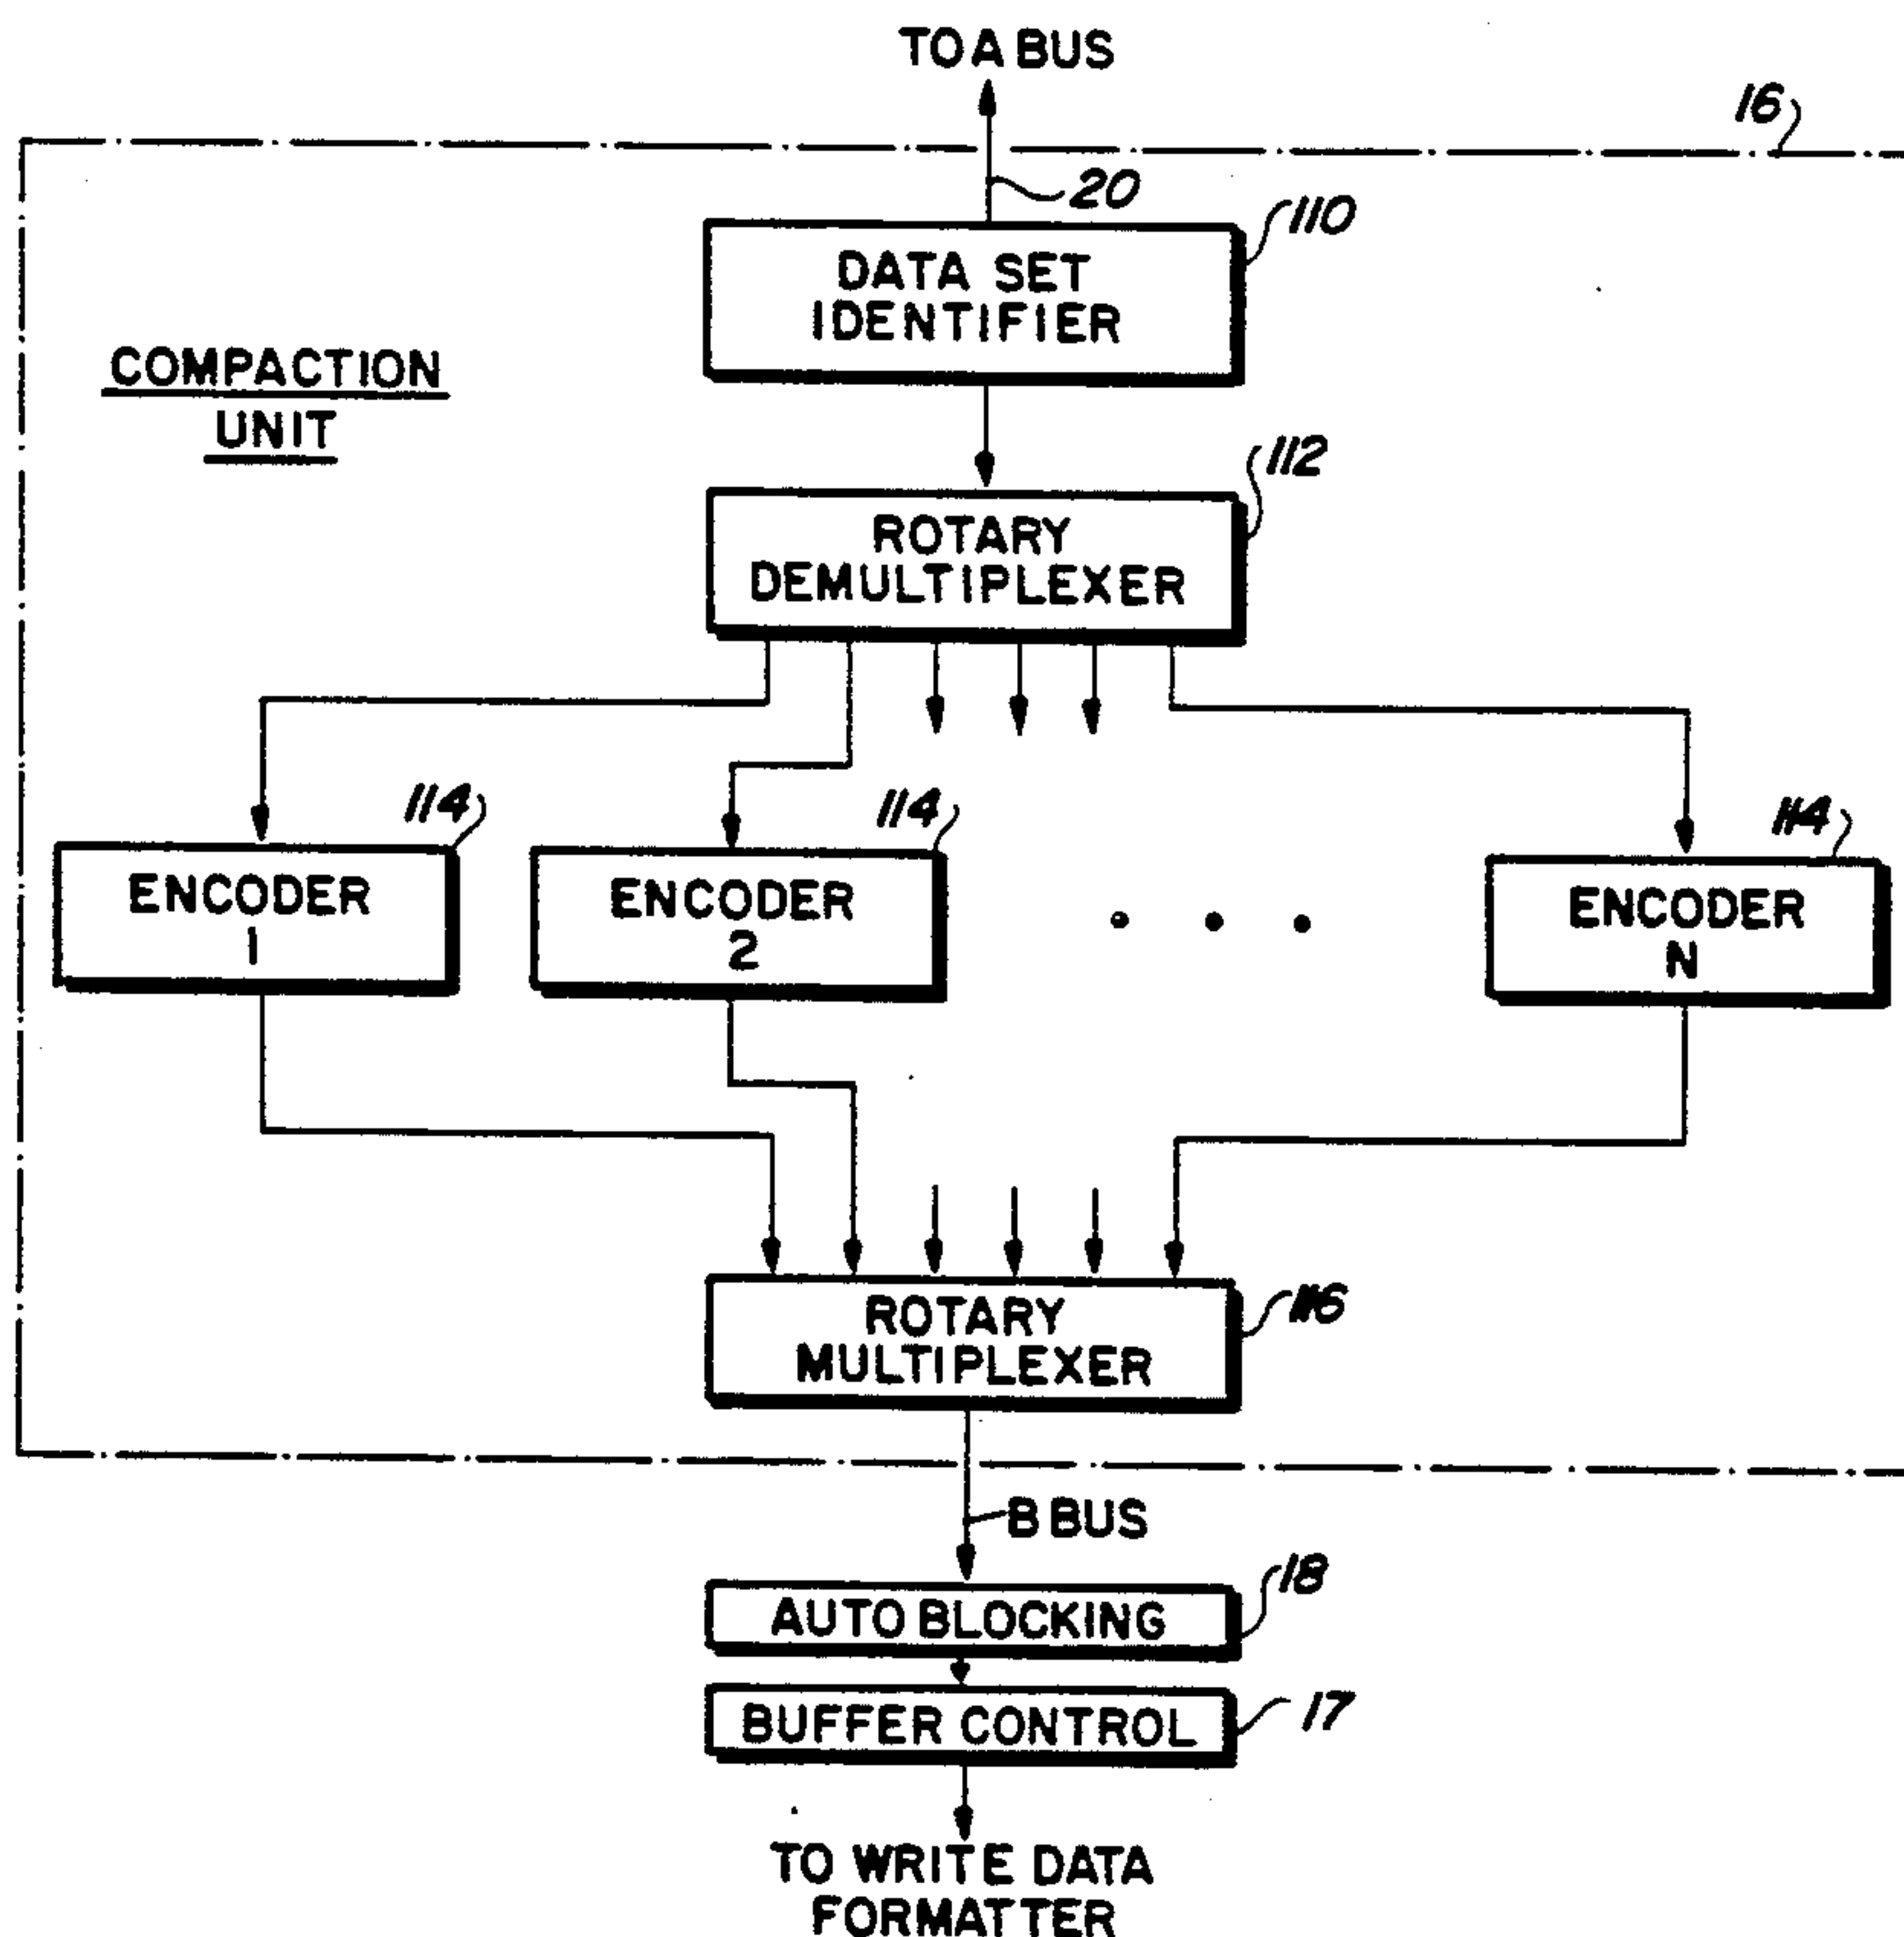 TO A BUS
16
20
110
DATA SET
IDENTIFIER
COMPACTION
UNIT
112
ROTARY
DEMULTIPLEXER
114
114
114
ENCODER
1
ENCODER
2
• • •
ENCODER
N
116
ROTARY
MULTIPLEXER
B BUS
18
AUTO BLOCKING
17
BUFFER CONTROL
TO WRITE DATA
FORMATTER